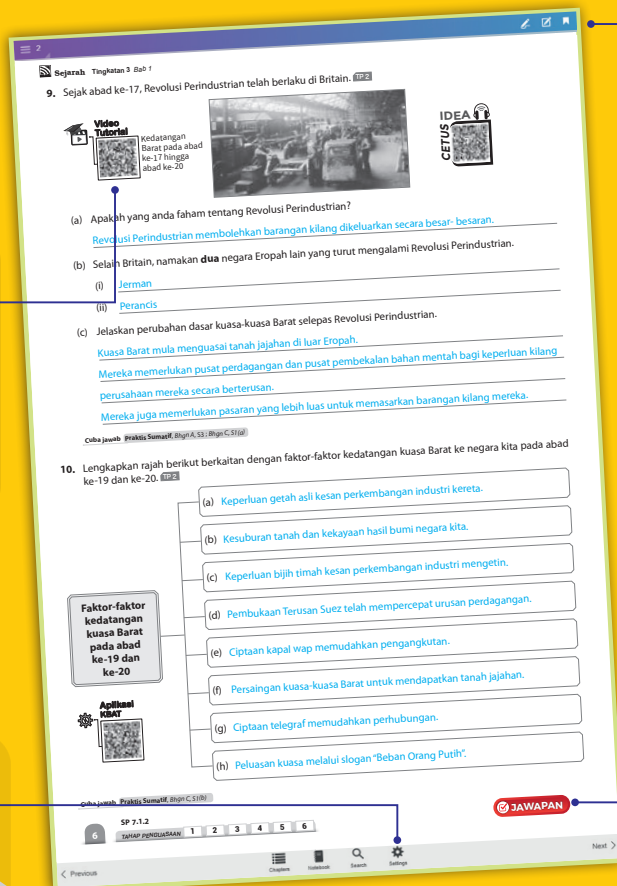 2
Sejarah Tingkatan 3 Bab 1
9. Sejak abad ke-17, Revolusi Perindustrian telah berlaku di Britain. TP 2
Video
Tutorial
Kedatangan
Barat pada abad
ke-17 hingga
abad ke-20
CETUS IDEA
(a) Apakah yang anda faham tentang Revolusi Perindustrian?
Revolusi Perindustrian membolehkan barangan kilang dikeluarkan secara besar- besaran.
(b) Selain Britain, namakan dua negara Eropah lain yang turut mengalami Revolusi Perindustrian.
(i) Jerman
(ii) Perancis
(c) Jelaskan perubahan dasar kuasa-kuasa Barat selepas Revolusi Perindustrian.
Kuasa Barat mula menguasai tanah jajahan di luar Eropah.
Mereka memerlukan pusat perdagangan dan pusat pembekalan bahan mentah bagi keperluan kilang
perusahaan mereka secara berterusan.
Mereka juga memerlukan pasaran yang lebih luas untuk memasarkan barangan kilang mereka.
Cuba jawab Praktis Sumatif, Bhgn A, S3 ; Bhgn C, S1(a)
10. Lengkapkan rajah berikut berkaitan dengan faktor-faktor kedatangan kuasa Barat ke negara kita pada abad
ke-19 dan ke-20. TP 2
Faktor-faktor
kedatangan
kuasa Barat
pada abad
ke-19 dan
ke-20
(a) Keperluan getah asli kesan perkembangan industri kereta.
(b) Kesuburan tanah dan kekayaan hasil bumi negara kita.
(c) Keperluan bijih timah kesan perkembangan industri mengetin.
(d) Pembukaan Terusan Suez telah mempercepat urusan perdagangan.
(e) Ciptaan kapal wap memudahkan pengangkutan.
(f) Persaingan kuasa-kuasa Barat untuk mendapatkan tanah jajahan.
(g) Ciptaan telegraf memudahkan perhubungan.
(h) Peluasan kuasa melalui slogan "Beban Orang Putih".
Aplikasi
KBAT
Cuba jawab Praktis Sumatif, Bhgn C, S1(b)
6
SP 7.1.2
TAHAP PENGUASAAN 1 2 3 4 5 6
JAWAPAN
Previous
Chapters
Notebook
Search
Settings
Next